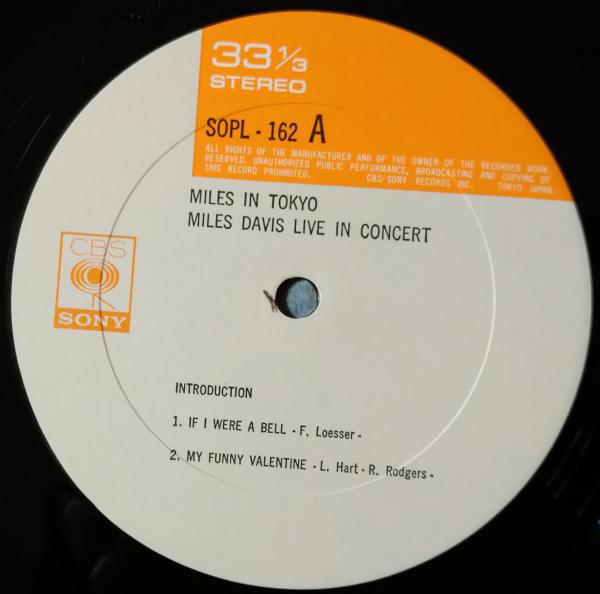 33 1/3
STEREO
SOPL - 162 A
ALL RIGHTS OF THE MANUFACTURER AND OF THE OWNER OF THE RECORDED WORK
RESERVED. UNAUTHORIZED PUBLIC PERFORMANCE, BROADCASTING AND COPYING OF
THIS RECORD PROHIBITED. CBS/SONY RECORDS INC. TOKYO JAPAN.
MILES IN TOKYO
MILES DAVIS LIVE IN CONCERT
CBS
SONY
INTRODUCTION
1. IF I WERE A BELL - F. Loesser -
2. MY FUNNY VALENTINE - L. Hart - R. Rodgers -